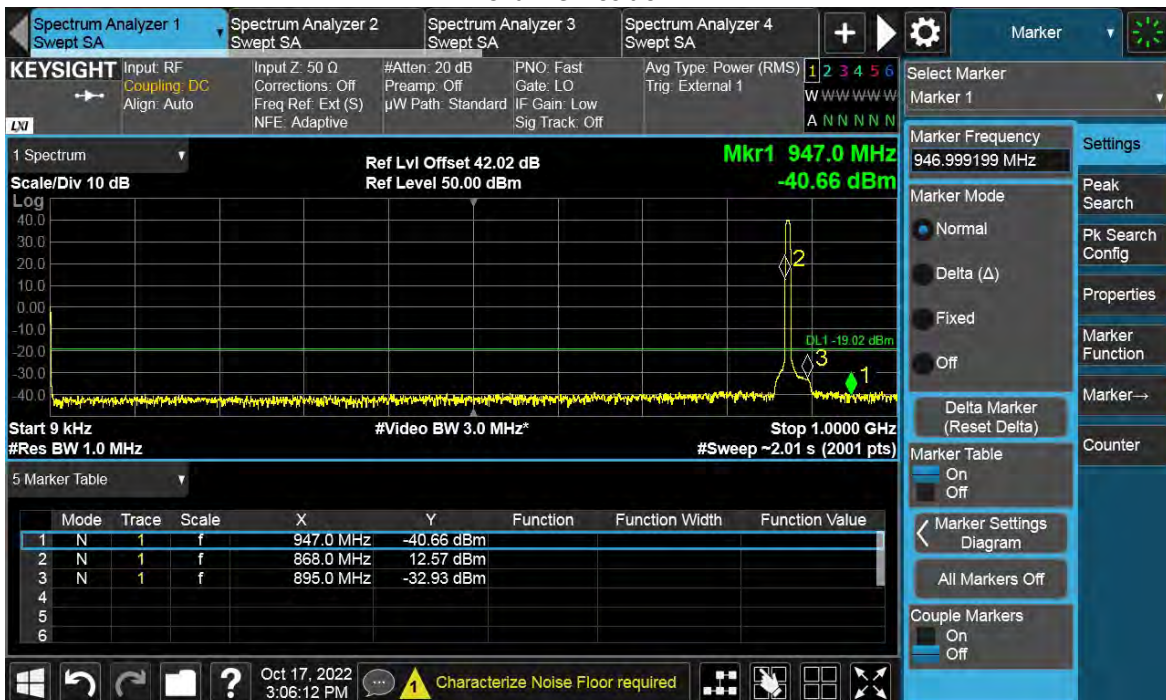 Spectrum Analyzer 1
Swept SA
Spectrum Analyzer 2
Swept SA
Spectrum Analyzer 3
Swept SA
Spectrum Analyzer 4
Swept SA
Marker
KEYSIGHT
LXI
Input: RF
Coupling: DC
Align: Auto
Input Z: 50 Ω
Corrections: Off
Freq Ref: Ext (S)
NFE: Adaptive
#Atten: 20 dB
Preamp: Off
µW Path: Standard
PNO: Fast
Gate: LO
IF Gain: Low
Sig Track: Off
Avg Type: Power (RMS)
Trig: External 1
1 2 3 4 5 6
W W W W W W
A N N N N N
Select Marker
Marker 1
1 Spectrum
Scale/Div 10 dB
Ref Lvl Offset 42.02 dB
Ref Level 50.00 dBm
Mkr1 947.0 MHz
-40.66 dBm
Log
40.0
30.0
20.0
10.0
0.00
-10.0
-20.0
-30.0
-40.0
2
DL1 -19.02 dBm
3
1
Start 9 kHz
#Res BW 1.0 MHz
#Video BW 3.0 MHz*
Stop 1.0000 GHz
#Sweep ~2.01 s (2001 pts)
5 Marker Table
Mode Trace Scale X Y Function Function Width Function Value
1 N 1 f 947.0 MHz -40.66 dBm
2 N 1 f 868.0 MHz 12.57 dBm
3 N 1 f 895.0 MHz -32.93 dBm
4
5
6
Marker Frequency
946.999199 MHz
Marker Mode
Normal
Delta (Δ)
Fixed
Off
Delta Marker
(Reset Delta)
Marker Table
On
Off
Marker Settings
Diagram
All Markers Off
Couple Markers
On
Off
Settings
Peak
Search
Pk Search
Config
Properties
Marker
Function
Marker→
Counter
?
Oct 17, 2022
3:06:12 PM
1
Characterize Noise Floor required